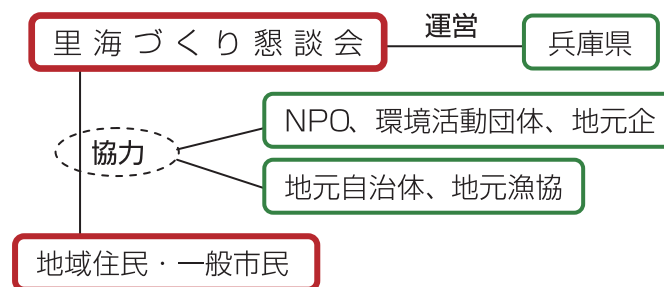 里海づくり懇談会
運営
兵庫県
NPO、環境活動団体、地元企
協力
地元自治体、地元漁協
地域住民・一般市民